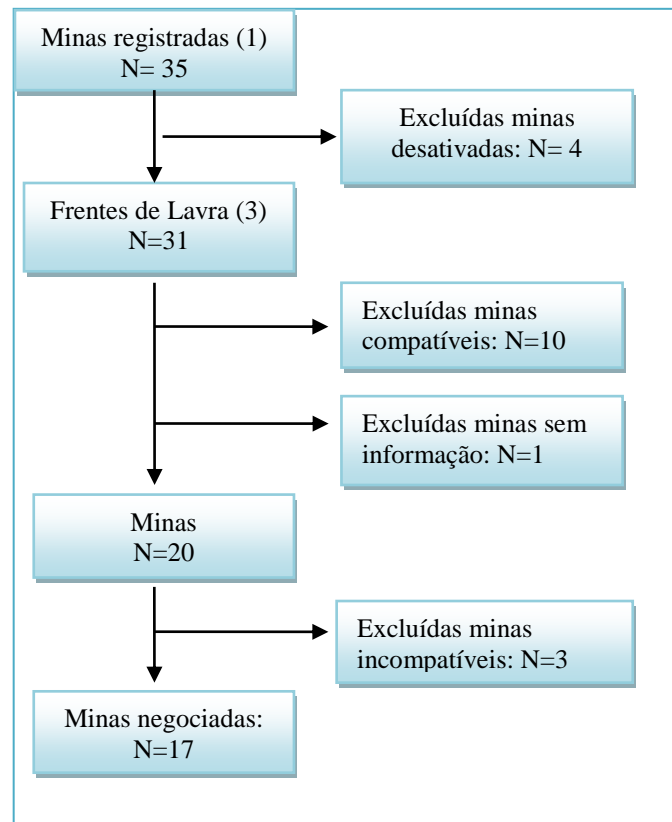 Minas registradas (1)
N= 35
Excluídas minas
desativadas: N= 4
Frentes de Lavra (3)
N=31
Excluídas minas
compatíveis: N=10
Excluídas minas sem
informação: N=1
Minas
N=20
Excluídas minas
incompatíveis: N=3
Minas negociadas:
N=17